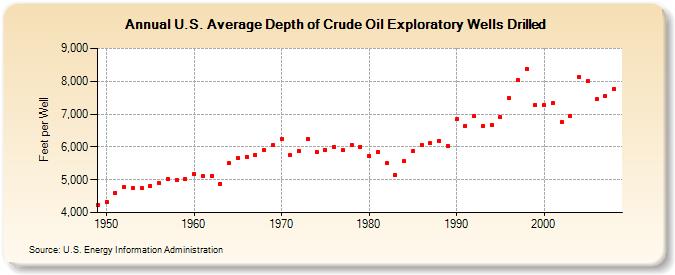 Annual U.S. Average Depth of Crude Oil Exploratory Wells Drilled
Feet per Well
9,000
8,000
7,000
6,000
5,000
4,000
1950 1960 1970 1980 1990 2000
Source: U.S. Energy Information Administration